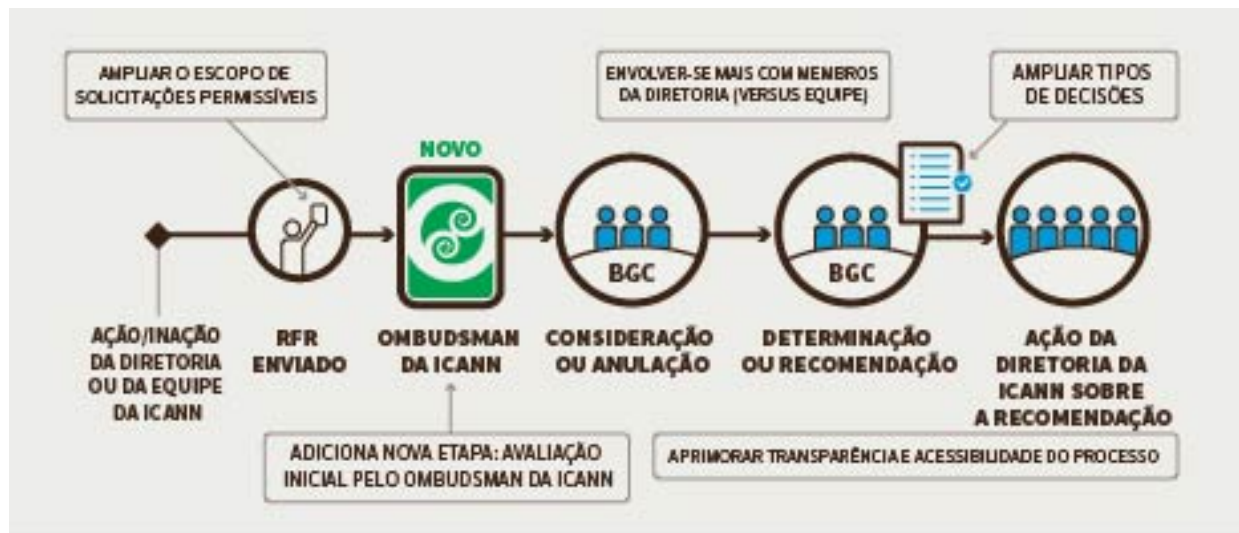 AMPLIAR O ESCOPO DE
SOLICITAÇÕES PERMISSÍVEIS
ENVOLVER-SE MAIS COM MEMBROS
DA DIRETORIA (VERSUS EQUIPE)
AMPLIAR TIPOS
DE DECISÕES
NOVO
BGC
BGC
AÇÃO/INAÇÃO
DA DIRETORIA
OU DA EQUIPE
DA ICANN
RFR
ENVIADO
OMBUDSMAN
DA ICANN
CONSIDERAÇÃO
OU ANULAÇÃO
DETERMINAÇÃO
OU RECOMENDAÇÃO
AÇÃO DA
DIRETORIA DA
ICANN SOBRE
A RECOMENDAÇÃO
ADICIONA NOVA ETAPA: AVALIAÇÃO
INICIAL PELO OMBUDSMAN DA ICANN
APRIMORAR TRANSPARÊNCIA E ACESSIBILIDADE DO PROCESSO